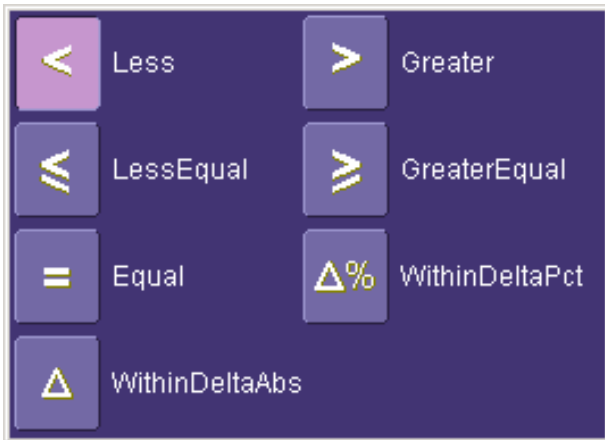 < Less > Greater
≤ LessEqual ≥ GreaterEqual
= Equal Δ% WithinDeltaPct
Δ WithinDeltaAbs